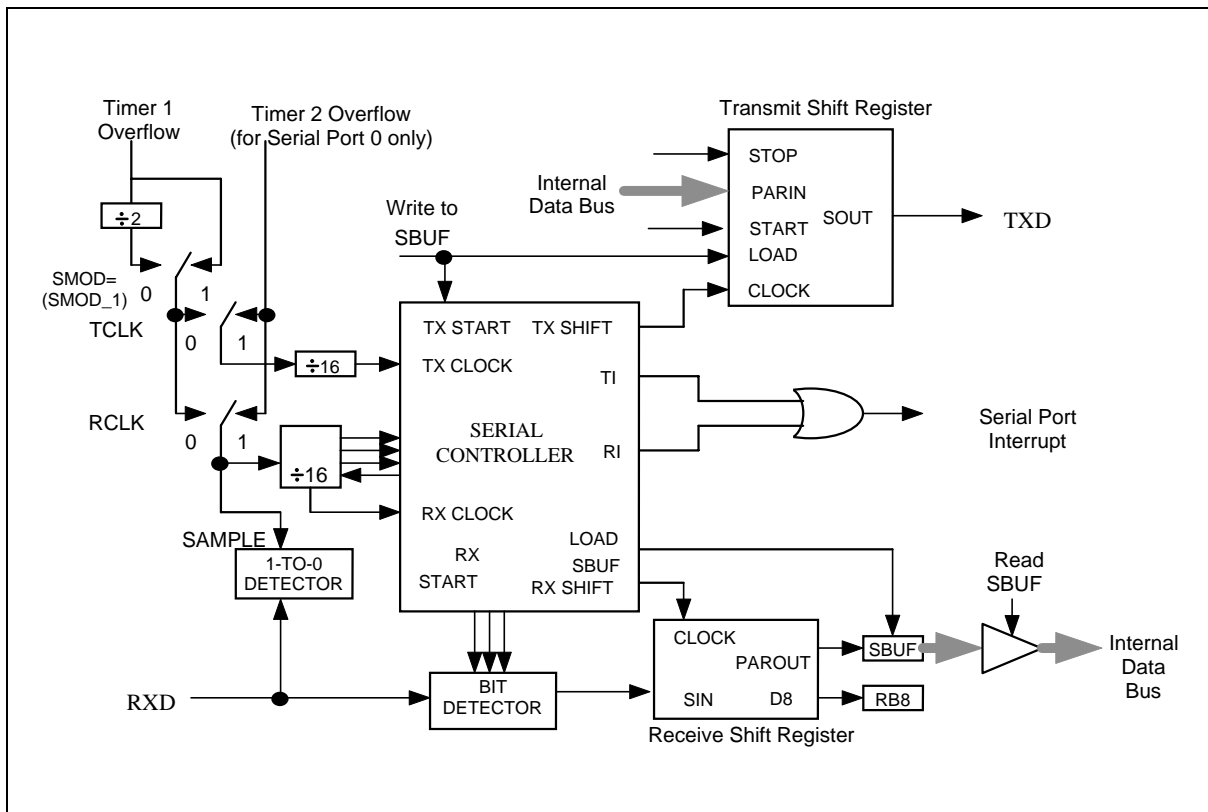 Timer 1
Overflow
Timer 2 Overflow
(for Serial Port 0 only)
Transmit Shift Register
÷2
Write to
SBUF
Internal
Data Bus
STOP
PARIN
START
SOUT
LOAD
CLOCK
TXD
SMOD=
(SMOD_1)
0
1
TCLK
0
1
÷16
TX START
TX SHIFT
TX CLOCK
TI
SERIAL
CONTROLLER
RI
Serial Port
Interrupt
RCLK
0
1
÷16
RX CLOCK
SAMPLE
1-TO-0
DETECTOR
RX
START
LOAD
SBUF
RX SHIFT
Read
SBUF
CLOCK
PAROUT
SIN
D8
SBUF
RB8
Internal
Data
Bus
RXD
BIT
DETECTOR
Receive Shift Register